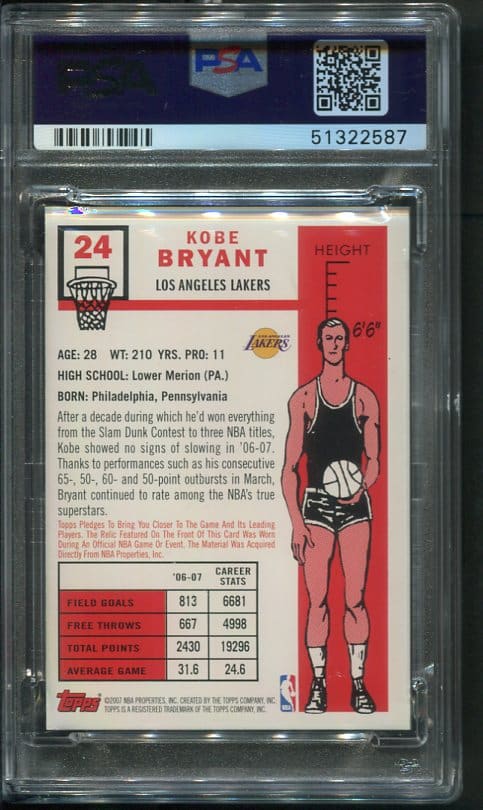 PSA
PSA
51322587
24
KOBE
BRYANT
LOS ANGELES LAKERS
HEIGHT
6'6"
LOS ANGELES
LAKERS
AGE: 28 WT: 210 YRS. PRO: 11
HIGH SCHOOL: Lower Merion (PA.)
BORN: Philadelphia, Pennsylvania
After a decade during which he'd won everything
from the Slam Dunk Contest to three NBA titles,
Kobe showed no signs of slowing in '06-07.
Thanks to performances such as his consecutive
65-, 50-, 60- and 50-point outbursts in March,
Bryant continued to rate among the NBA's true
superstars.
Topps Pledges To Bring You Closer To The Game And Its Leading
Players. The Relic Featured On The Front Of This Card Was Worn
During An Official NBA Game Or Event. The Material Was Acquired
Directly From NBA Properties, Inc.
'06-07 CAREER STATS
FIELD GOALS 813 6681
FREE THROWS 667 4998
TOTAL POINTS 2430 19296
AVERAGE GAME 31.6 24.6
Topps
©2007 NBA PROPERTIES, INC. CREATED BY THE TOPPS COMPANY, INC.
TOPPS IS A REGISTERED TRADEMARK OF THE TOPPS COMPANY, INC.
NBA